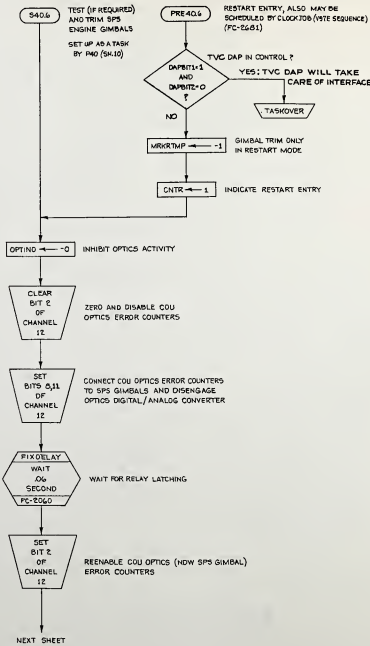 S40.6
TEST (IF REQUIRED)
AND TRIM SPS
ENGINE GIMBALS
SET UP AS A TASK
BY P40 (SH.10)
PRE40.6
RESTART ENTRY, ALSO MAY BE
SCHEDULED BY CLOCKJOB (V97E SEQUENCE)
(FC-2681)
TVC DAP IN CONTROL?
DAPBIT1=1
AND
DAPBIT2=0
?
YES: TVC DAP WILL TAKE
CARE OF INTERFACE
TASKOVER
NO
MRKRTMP ← -1
GIMBAL TRIM ONLY
IN RESTART MODE
CNTR ← 1
INDICATE RESTART ENTRY
OPTIND ← -0
INHIBIT OPTICS ACTIVITY
CLEAR
BIT 2
OF
CHANNEL
12
ZERO AND DISABLE CDU
OPTICS ERROR COUNTERS
SET
BITS 8,11
OF
CHANNEL
12
CONNECT CDU OPTICS ERROR COUNTERS
TO SPS GIMBALS AND DISENGAGE
OPTICS DIGITAL/ANALOG CONVERTER
FIXDELAY
WAIT
.06
SECOND
FC-2060
WAIT FOR RELAY LATCHING
SET
BIT 2
OF
CHANNEL
12
REENABLE CDU OPTICS (NOW SPS GIMBAL)
ERROR COUNTERS
NEXT SHEET